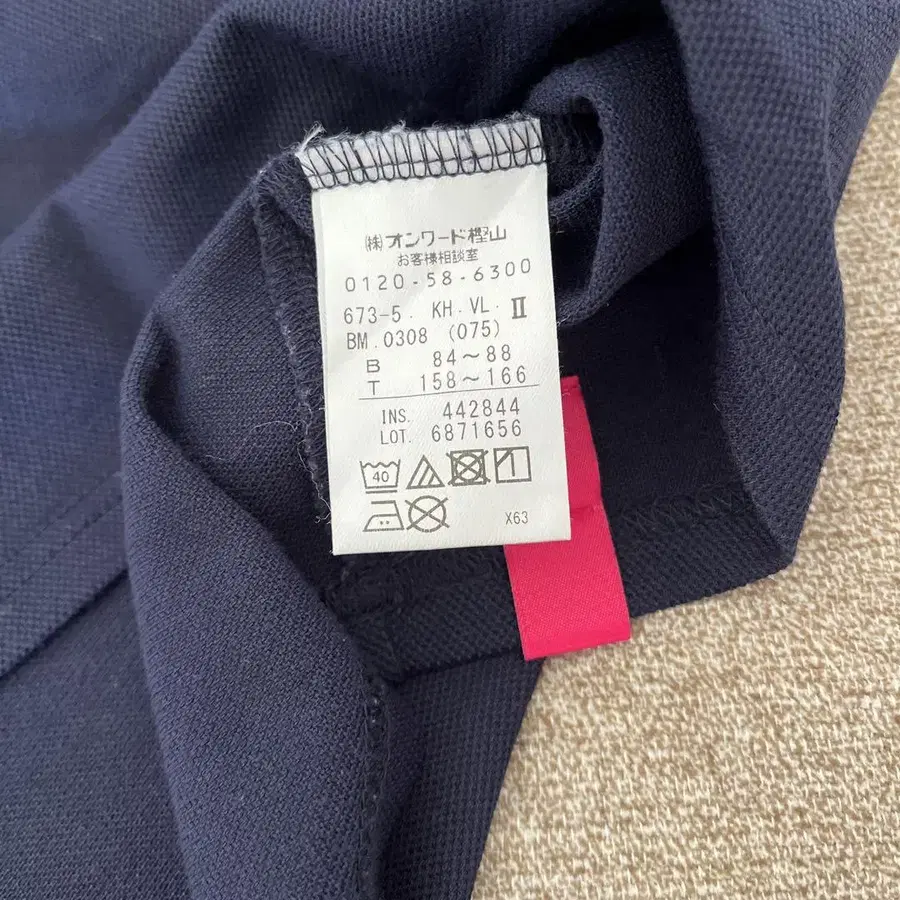 ㈱オンワード樫山
お客様相談室
0120-58-6300
673-5. KH. VL. Ⅱ
BM.0308 (075)
B 84～88
T 158～166
INS. 442844
LOT. 6871656
40
X63